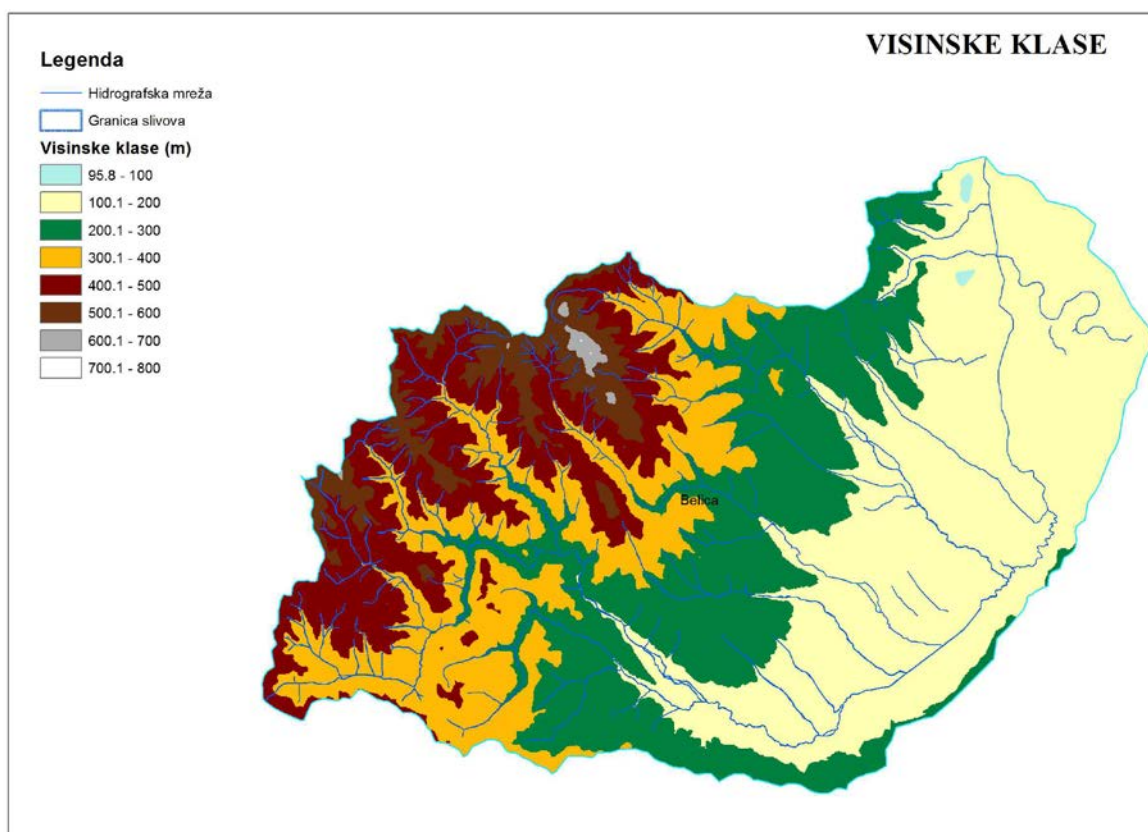 VISINSKE KLASE
Legenda
Hidrografska mreža
Granica slivova
Visinske klase (m)
95.8 - 100
100.1 - 200
200.1 - 300
300.1 - 400
400.1 - 500
500.1 - 600
600.1 - 700
700.1 - 800
Belica